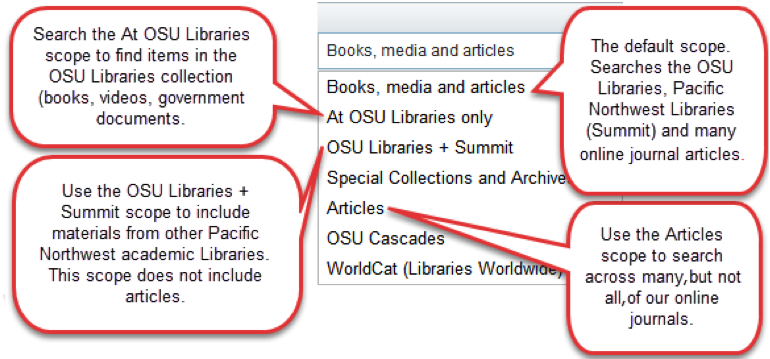 Search the At OSU Libraries
scope to find items in the
OSU Libraries collection
(books, videos, government
documents.
Use the OSU Libraries +
Summit scope to include
materials from other Pacific
Northwest academic Libraries.
This scope does not include
articles.
Books, media and articles
Books, media and articles
At OSU Libraries only
OSU Libraries + Summit
Special Collections and Archive
Articles
OSU Cascades
WorldCat (Libraries Worldwide)
The default scope.
Searches the OSU
Libraries, Pacific
Northwest Libraries
(Summit) and many
online journal articles.
Use the Articles
scope to search
across many,but not
all,of our online
journals.